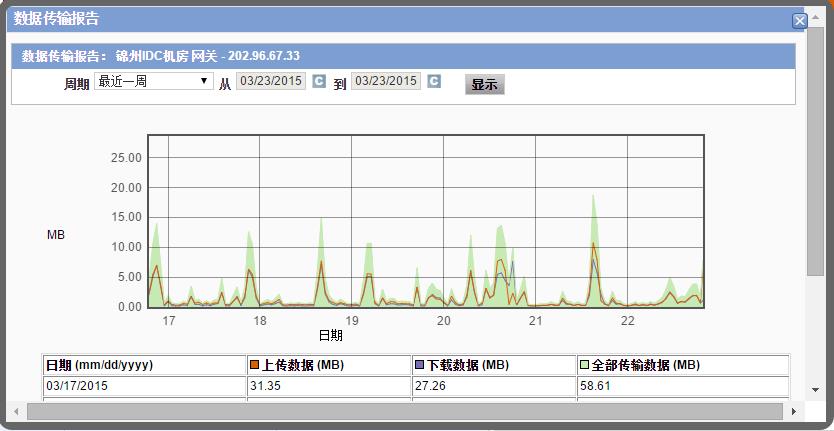 数据传输报告
数据传输报告： 锦州IDC机房 网关 - 202.96.67.33
周期 最近一周 从 03/23/2015 C 到 03/23/2015 C 显示
25.00
20.00
15.00
MB
10.00
5.00
0.00
17 18 19 20 21 22
日期
日期 (mm/dd/yyyy) 上传数据 (MB) 下载数据 (MB) 全部传输数据 (MB)
03/17/2015 31.35 27.26 58.61